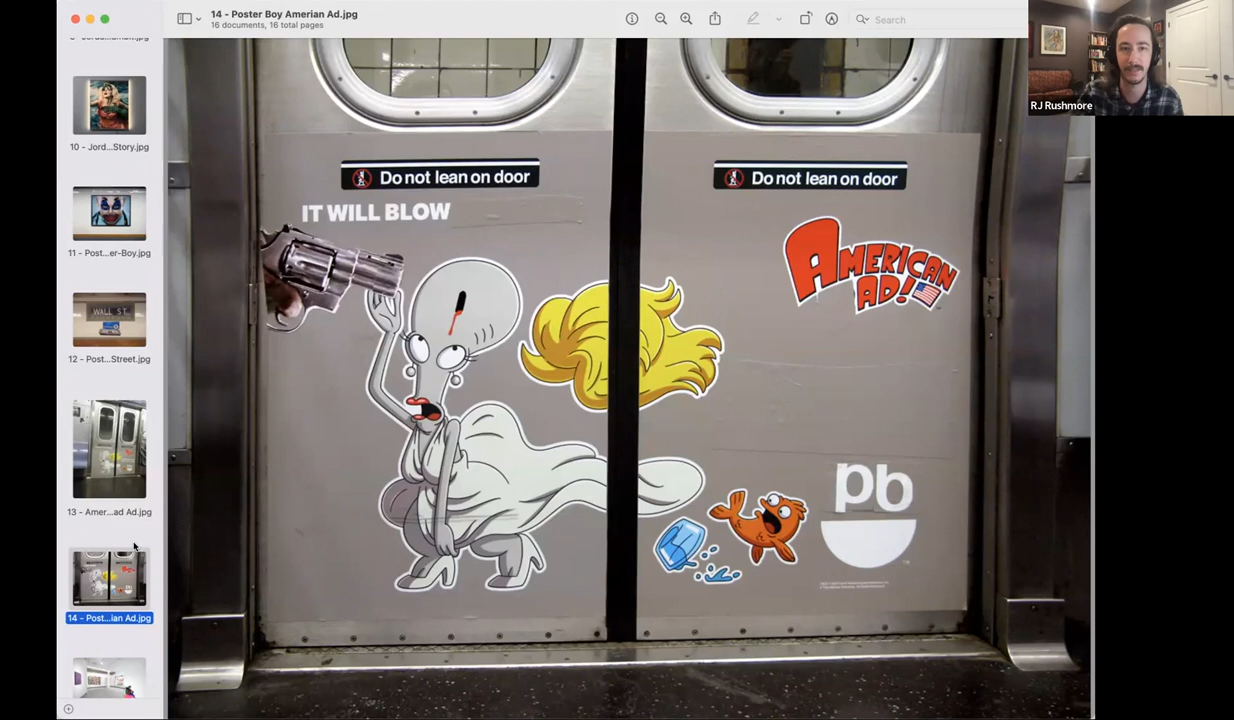 14 - Poster Boy Amerian Ad.jpg
16 documents, 16 total pages
Search
RJ Rushmore
10 - Jord...Story.jpg
11 - Post...er-Boy.jpg
WALL ST
12 - Post...Street.jpg
13 - Amer...ad Ad.jpg
14 - Post...ian Ad.jpg
Do not lean on door
Do not lean on door
IT WILL BLOW
AMERICAN
AD!
pb